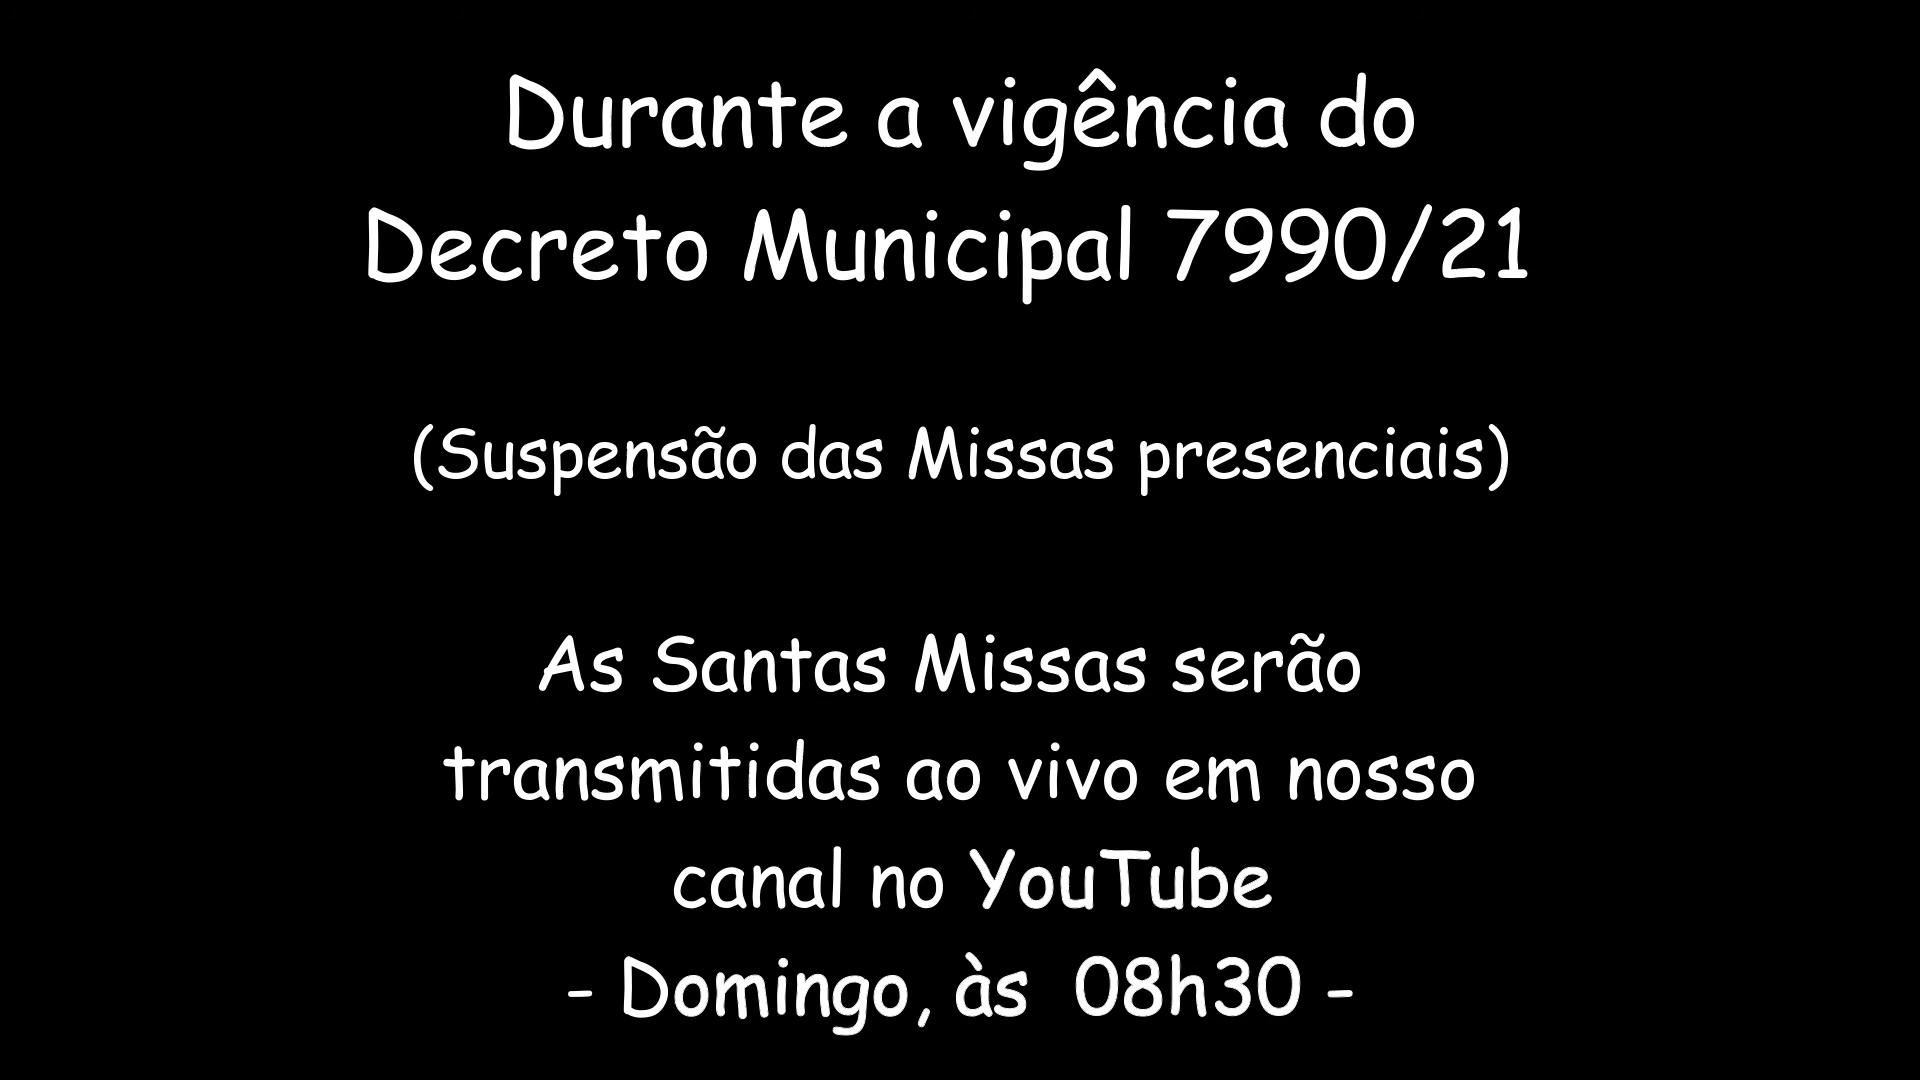 Durante a vigência do
Decreto Municipal 7990/21
(Suspensão das Missas presenciais)
As Santas Missas serão
transmitidas ao vivo em nosso
canal no YouTube
- Domingo, às 08h30 -